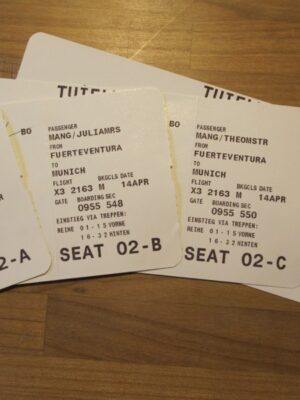 BO
PASSENGER
MANG/JULIAMRS
FROM
FUERTEVENTURA
TO
MUNICH
FLIGHT BKGCLS DATE
X3 2163 M 14APR
GATE BOARDING SEC
0955 548
EINSTIEG VIA TREPPEN:
REIHE 01-15 VORNE
16-32 HINTEN
SEAT 02-B
PASSENGER
MANG/THEOMSTR
FROM
FUERTEVENTURA
TO
MUNICH
FLIGHT BKGCLS DATE
X3 2163 M 14APR
GATE BOARDING SEC
0955 550
EINSTIEG VIA TREPPEN:
REIHE 01-15 VORNE
16-32 HINTEN
SEAT 02-C
2-A